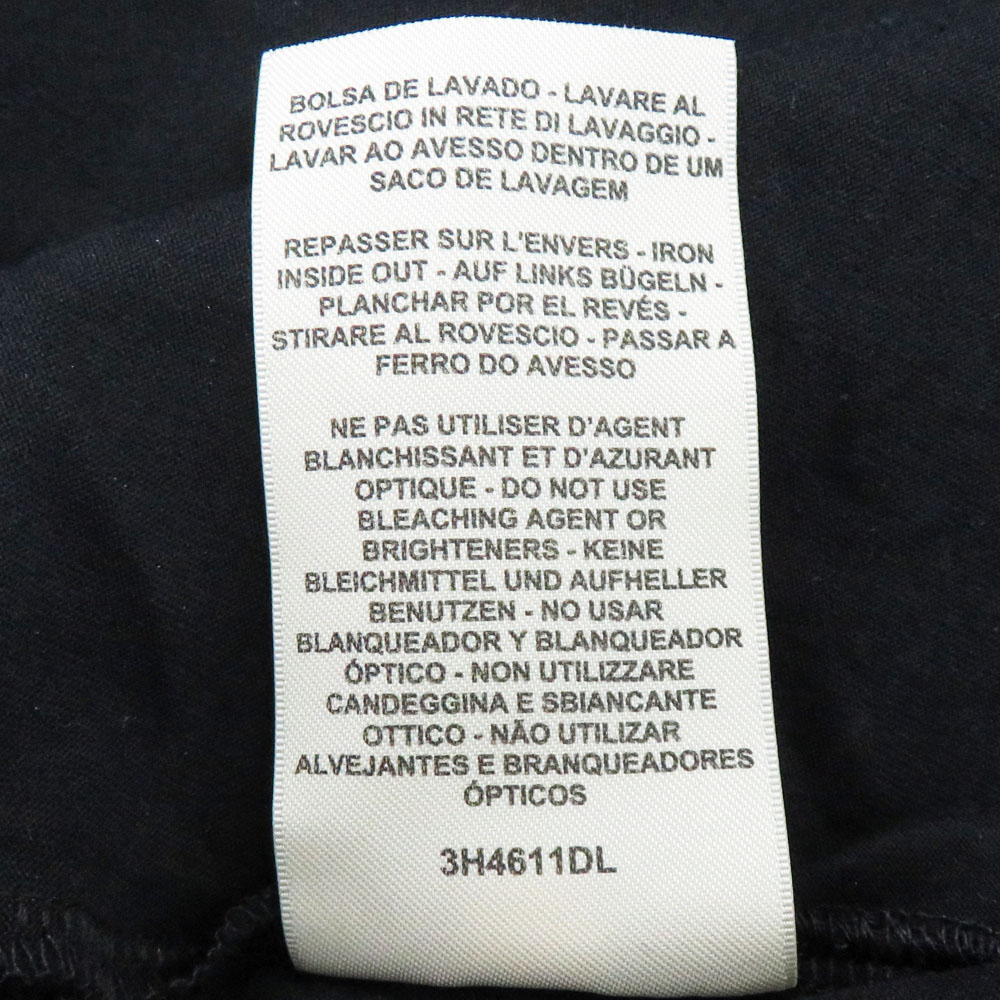 BOLSA DE LAVADO - LAVARE AL
ROVESCIO IN RETE DI LAVAGGIO -
LAVAR AO AVESSO DENTRO DE UM
SACO DE LAVAGEM
REPASSER SUR L'ENVERS - IRON
INSIDE OUT - AUF LINKS BÜGELN -
PLANCHAR POR EL REVÉS -
STIRARE AL ROVESCIO - PASSAR A
FERRO DO AVESSO
NE PAS UTILISER D'AGENT
BLANCHISSANT ET D'AZURANT
OPTIQUE - DO NOT USE
BLEACHING AGENT OR
BRIGHTENERS - KEINE
BLEICHMITTEL UND AUFHELLER
BENUTZEN - NO USAR
BLANQUEADOR Y BLANQUEADOR
ÓPTICO - NON UTILIZZARE
CANDEGGINA E SBIANCANTE
OTTICO - NÃO UTILIZAR
ALVEJANTES E BRANQUEADORES
ÓPTICOS
3H4611DL